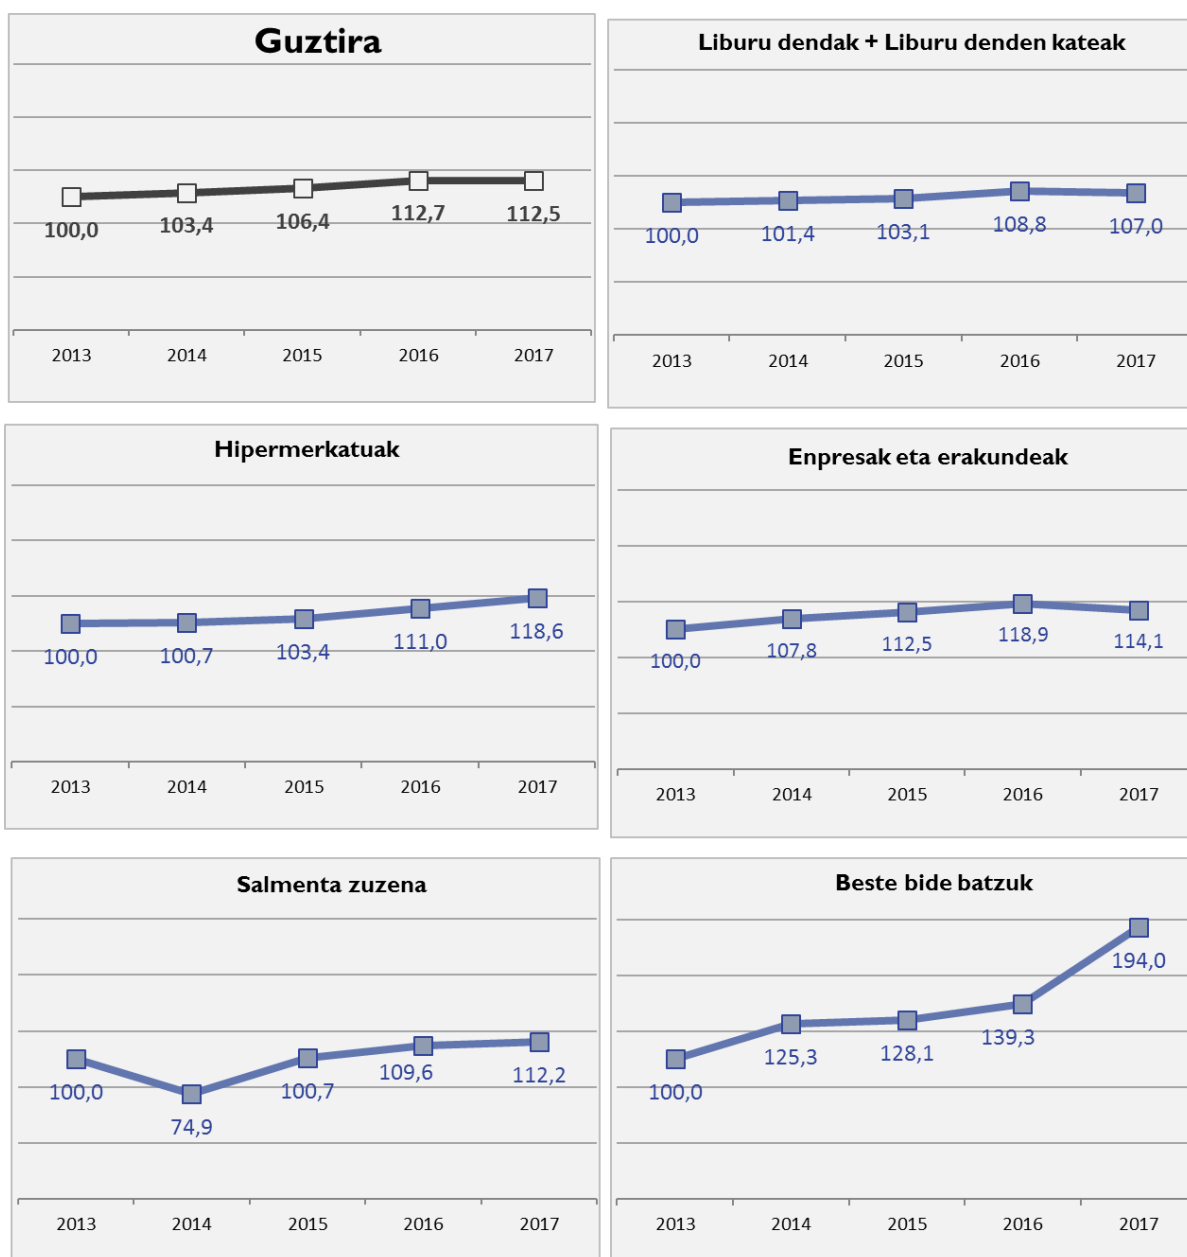 Guztira
100,0 103,4 106,4 112,7 112,5
2013 2014 2015 2016 2017
Liburu dendak + Liburu denden kateak
100,0 101,4 103,1 108,8 107,0
2013 2014 2015 2016 2017
Hipermerkatuak
100,0 100,7 103,4 111,0 118,6
2013 2014 2015 2016 2017
Enpresak eta erakundeak
100,0 107,8 112,5 118,9 114,1
2013 2014 2015 2016 2017
Salmenta zuzena
100,0 74,9 100,7 109,6 112,2
2013 2014 2015 2016 2017
Beste bide batzuk
100,0 125,3 128,1 139,3 194,0
2013 2014 2015 2016 2017